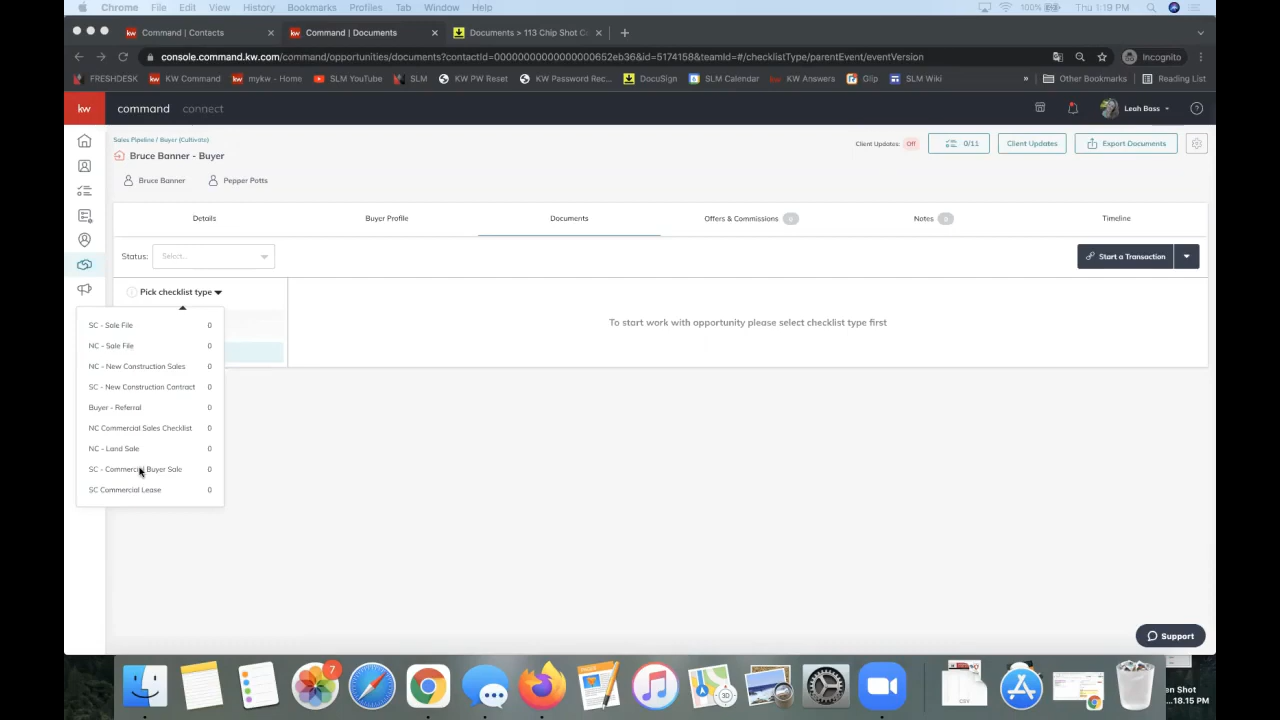 Chrome File Edit View History Bookmarks Profiles Tab Window Help 100% Thu 1:19 PM
Command | Contacts Command | Documents Documents > 113 Chip Shot C
console.command.kw.com/command/opportunities/documents?contactId=0000000000000000652eb36&id=5174158&teamId=#/checklistType/parentEvent/eventVersion Incognito
FRESHDESK KW Command mykw - Home SLM YouTube SLM KW PW Reset KW Password Rec... DocuSign SLM Calendar KW Answers Glip SLM Wiki » Other Bookmarks Reading List
kw command connect Leah Bass
Sales Pipeline / Buyer (Cultivate)
Bruce Banner - Buyer
Client Updates: Off 0/11 Client Updates Export Documents
Bruce Banner Pepper Potts
Details Buyer Profile Documents Offers & Commissions 0 Notes 0 Timeline
Status: Select... Start a Transaction
Pick checklist type
To start work with opportunity please select checklist type first
SC - Sale File 0
NC - Sale File 0
NC - New Construction Sales 0
SC - New Construction Contract 0
Buyer - Referral 0
NC Commercial Sales Checklist 0
NC - Land Sale 0
SC - Commercial Buyer Sale 0
SC Commercial Lease 0
Support
7
3D
CSV
en Shot
...18.15 PM